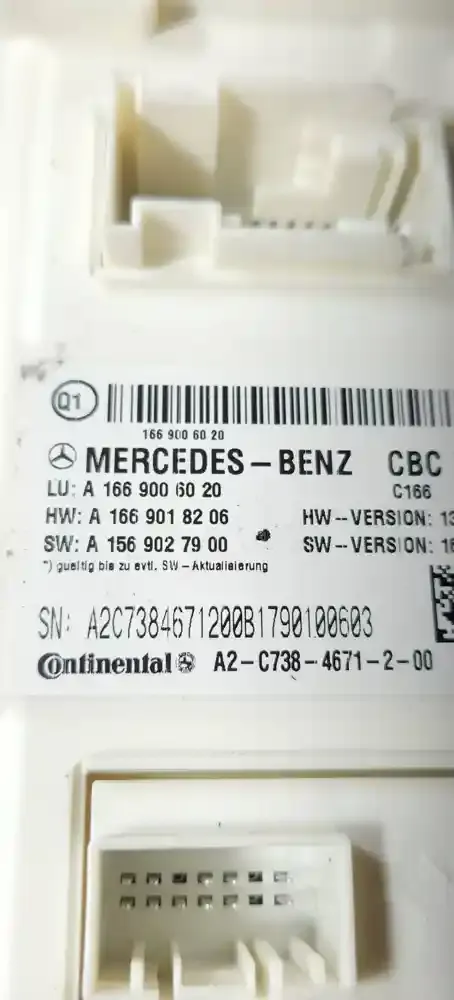 Q1
166 900 60 20
MERCEDES-BENZ CBC
LU: A 166 900 60 20 C166
HW: A 166 901 82 06 HW--VERSION: 13
SW: A 156 902 79 00 SW--VERSION: 16
*) gueltig bis zu evtl. SW-Aktualisierung
SN: A2C7384671200B1790100603
Continental A2-C738-4671-2-00